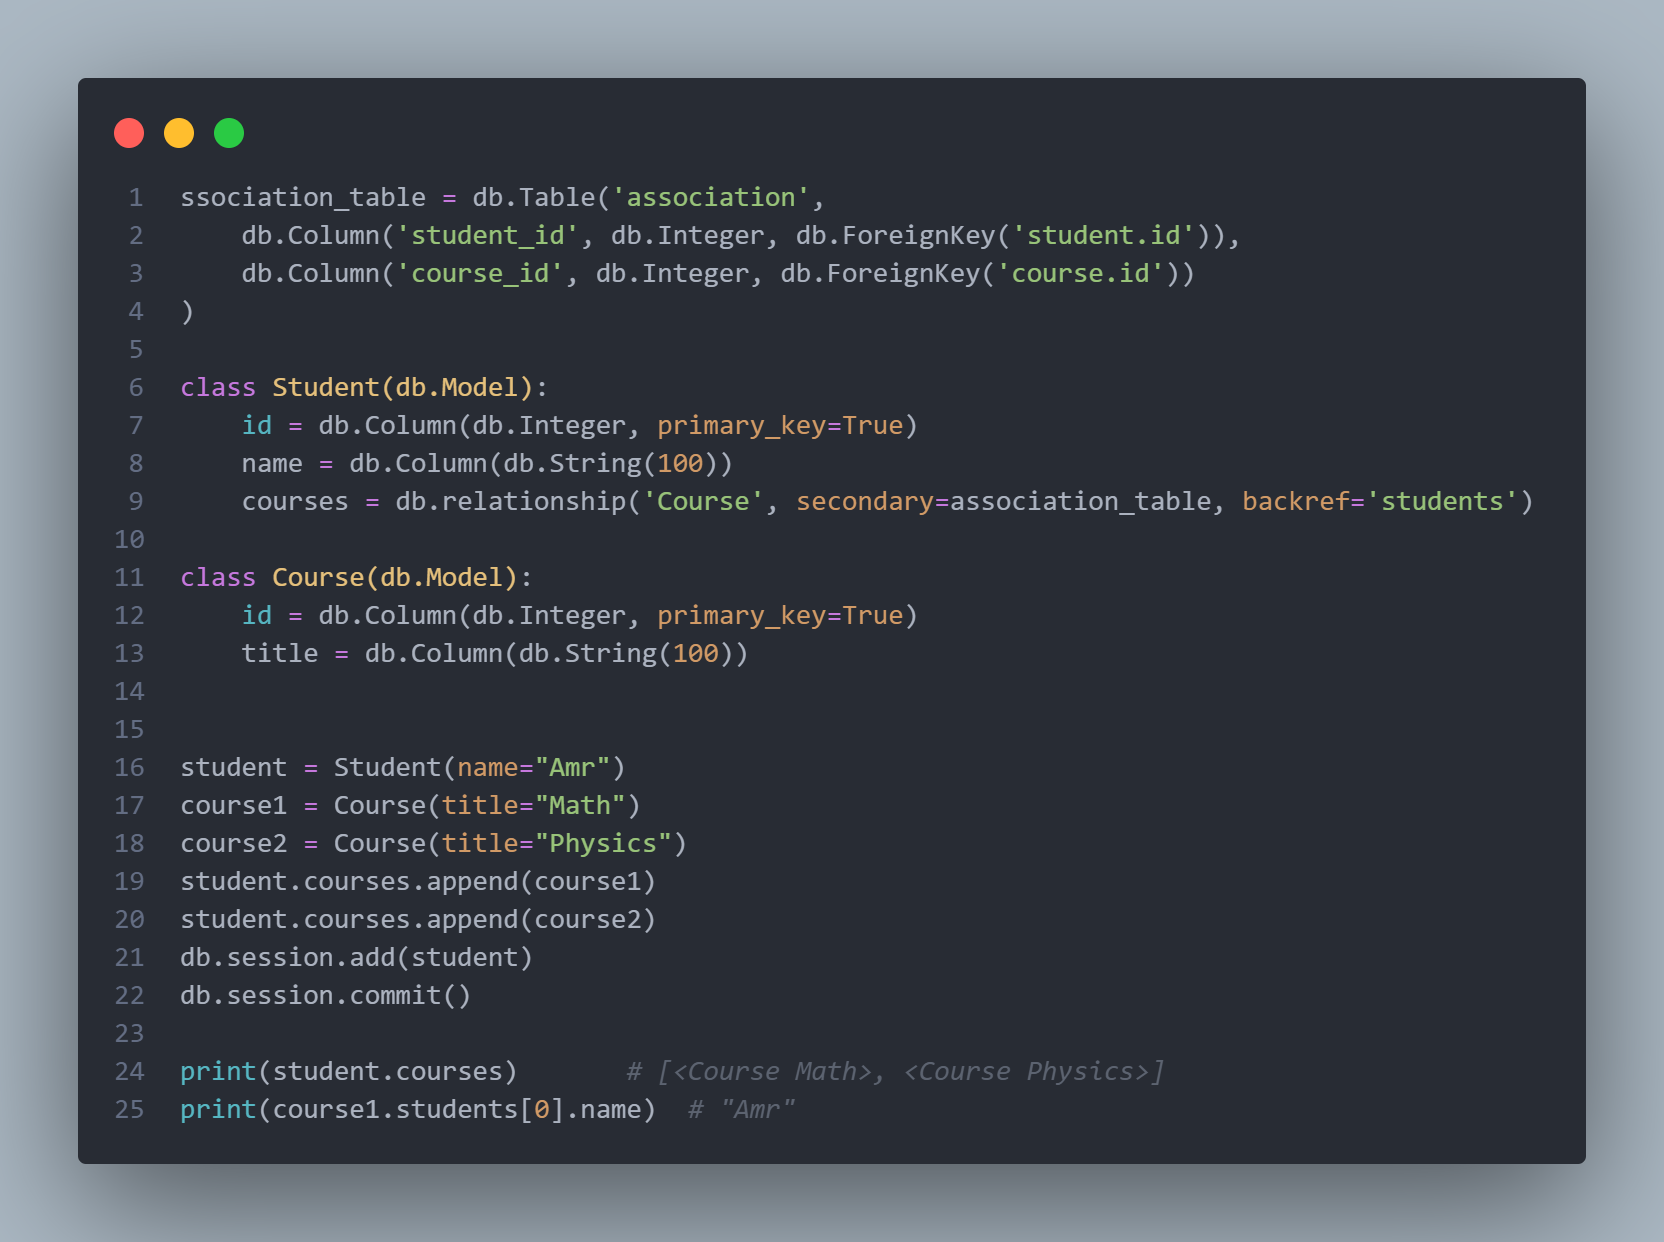 1 ssociation_table = db.Table('association',
2     db.Column('student_id', db.Integer, db.ForeignKey('student.id')),
3     db.Column('course_id', db.Integer, db.ForeignKey('course.id'))
4 )
5
6 class Student(db.Model):
7     id = db.Column(db.Integer, primary_key=True)
8     name = db.Column(db.String(100))
9     courses = db.relationship('Course', secondary=association_table, backref='students')
10
11 class Course(db.Model):
12     id = db.Column(db.Integer, primary_key=True)
13     title = db.Column(db.String(100))
14
15
16 student = Student(name="Amr")
17 course1 = Course(title="Math")
18 course2 = Course(title="Physics")
19 student.courses.append(course1)
20 student.courses.append(course2)
21 db.session.add(student)
22 db.session.commit()
23
24 print(student.courses)       # [<Course Math>, <Course Physics>]
25 print(course1.students[0].name)  # "Amr"